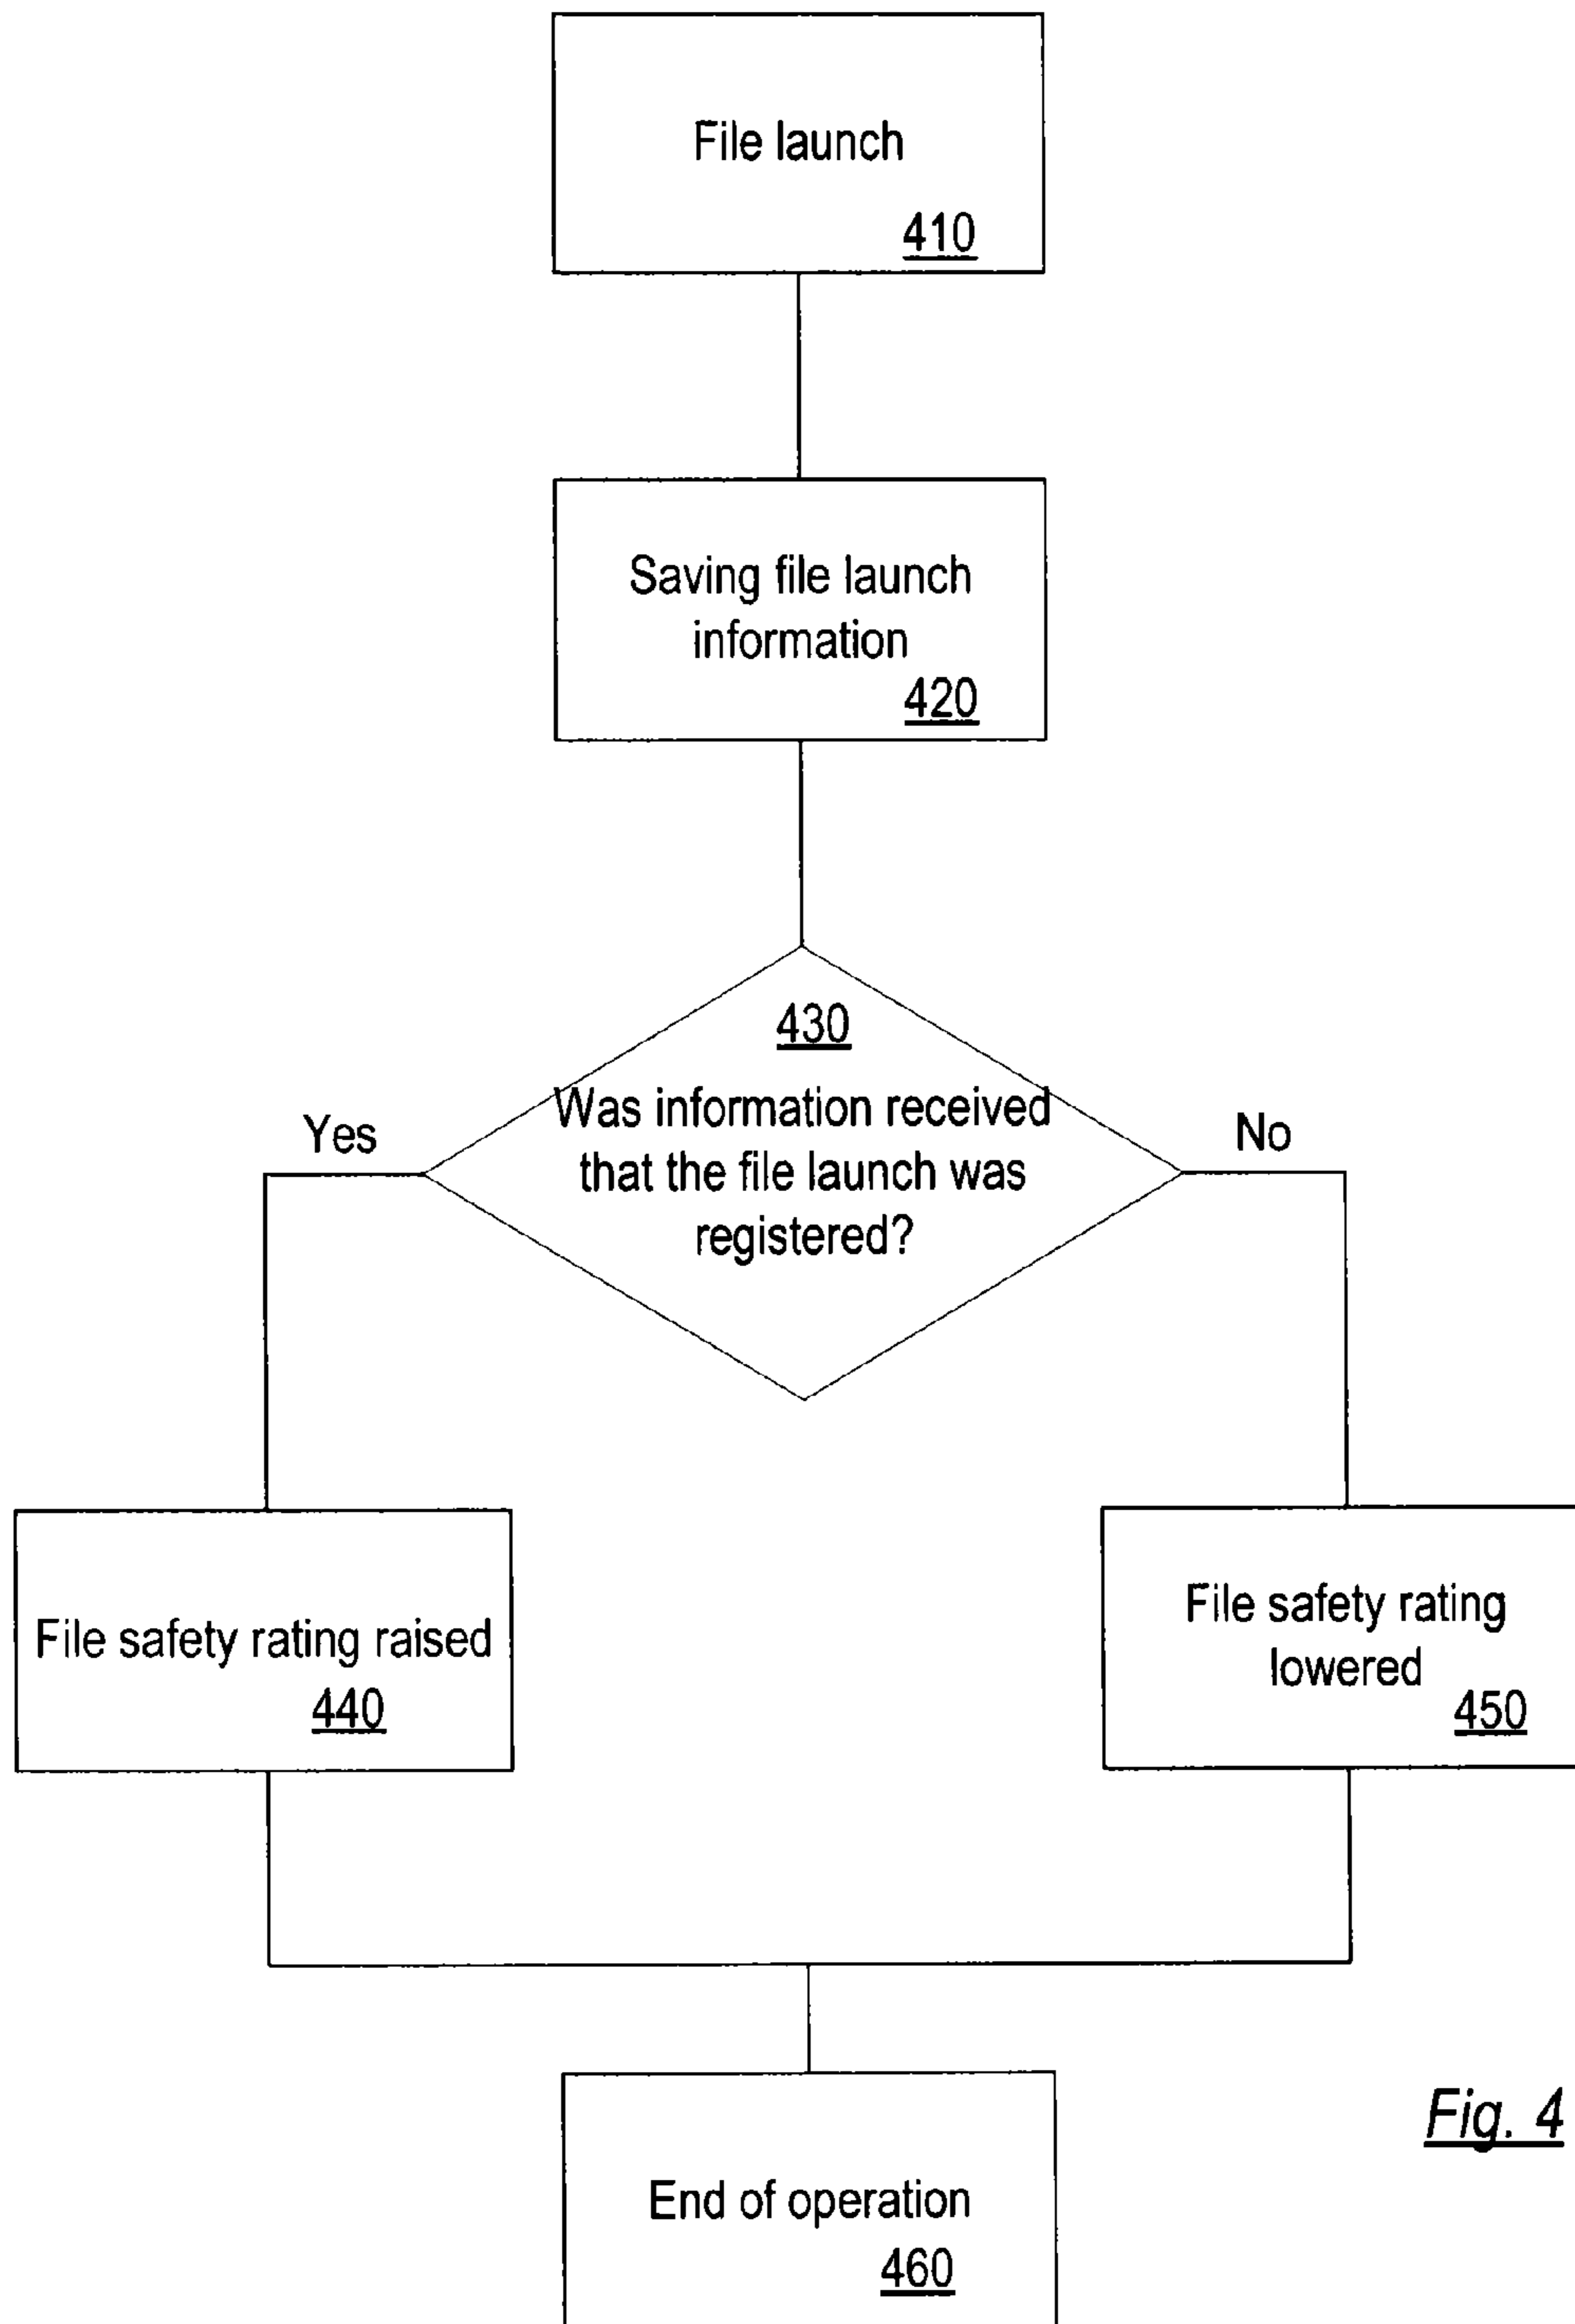 File launch
410
Saving file launch
information
420
430
Was information received
that the file launch was
registered?
Yes
No
File safety rating raised
440
File safety rating
lowered
450
End of operation
460
Fig. 4